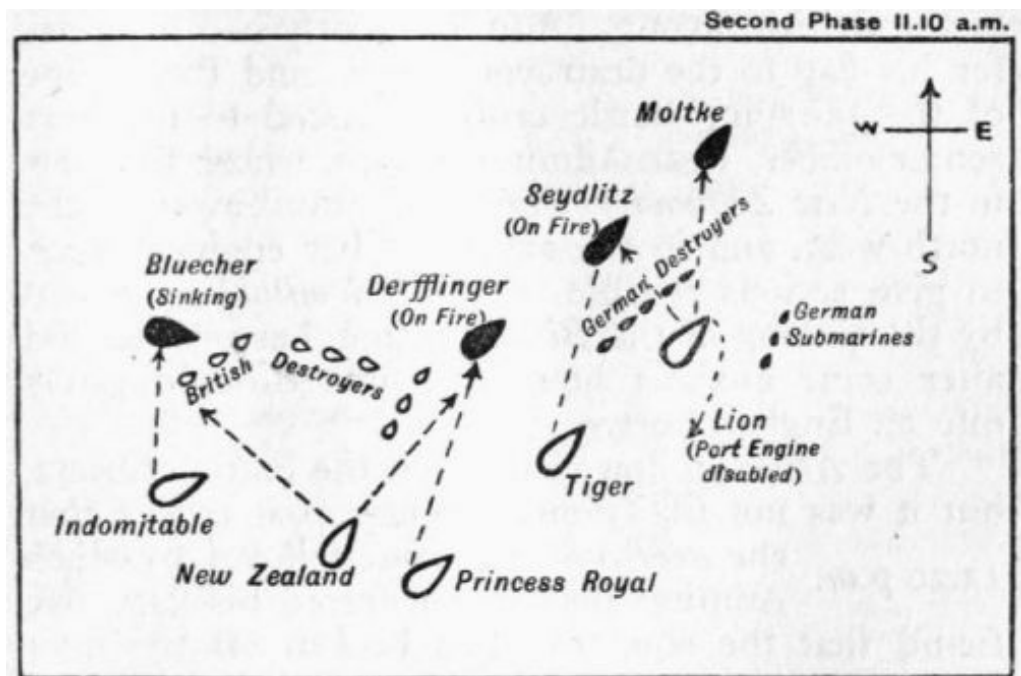 Second Phase 11.10 a.m.
Moltke
W
E
S
Seydlitz
(On Fire)
German Destroyers
Bluecher
(Sinking)
Derfflinger
(On Fire)
German
Submarines
British Destroyers
Lion
(Port Engine
disabled)
Tiger
Indomitable
New Zealand
Princess Royal